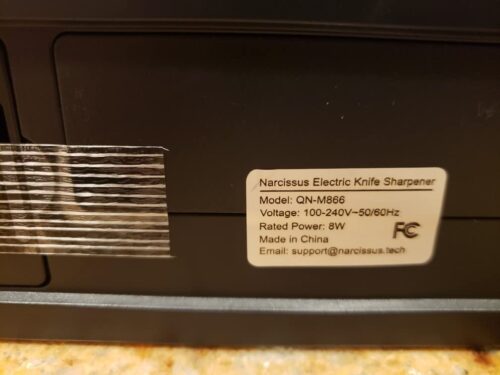 Narcissus Electric Knife Sharpener
Model: QN-M866
Voltage: 100-240V~50/60Hz
Rated Power: 8W
Made in China
Email: support@narcissus.tech
FC